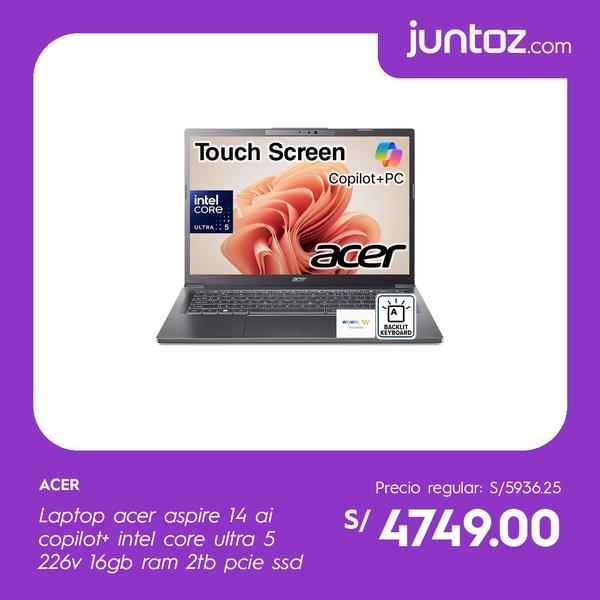 juntoz.com
Touch Screen
Copilot+PC
intel
CORE
ULTRA 5
acer
acer
A
BACKLIT
KEYBOARD
ACER
Laptop acer aspire 14 ai
copilot+ intel core ultra 5
226v 16gb ram 2tb pcie ssd
Precio regular: S/5936.25
S/ 4749.00